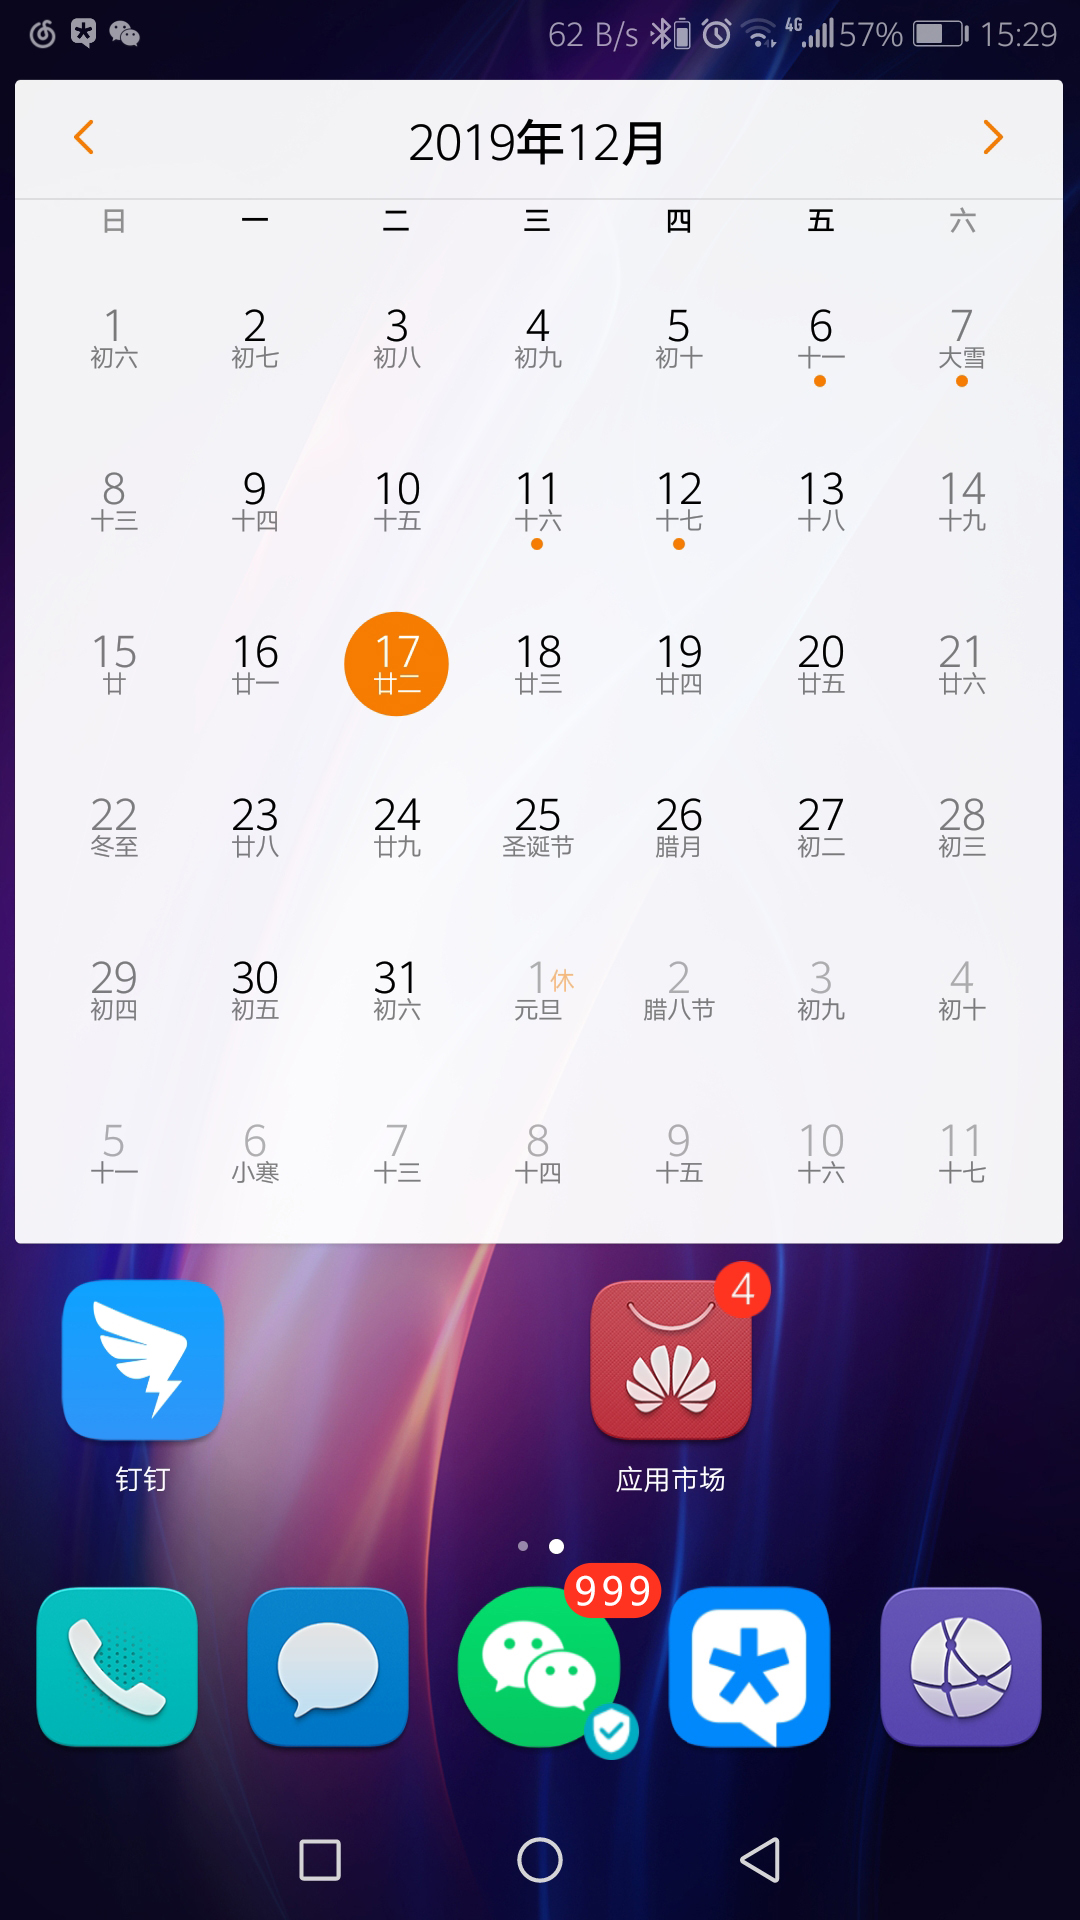 62 B/s 4G 57% 15:29
2019年12月
日 一 二 三 四 五 六
1 2 3 4 5 6 7
初六 初七 初八 初九 初十 十一 大雪
8 9 10 11 12 13 14
十三 十四 十五 十六 十七 十八 十九
15 16 17 18 19 20 21
廿 廿一 廿二 廿三 廿四 廿五 廿六
22 23 24 25 26 27 28
冬至 廿八 廿九 圣诞节 腊月 初二 初三
29 30 31 1休 2 3 4
初四 初五 初六 元旦 腊八节 初九 初十
5 6 7 8 9 10 11
十一 小寒 十三 十四 十五 十六 十七
4
钉钉 应用市场
999